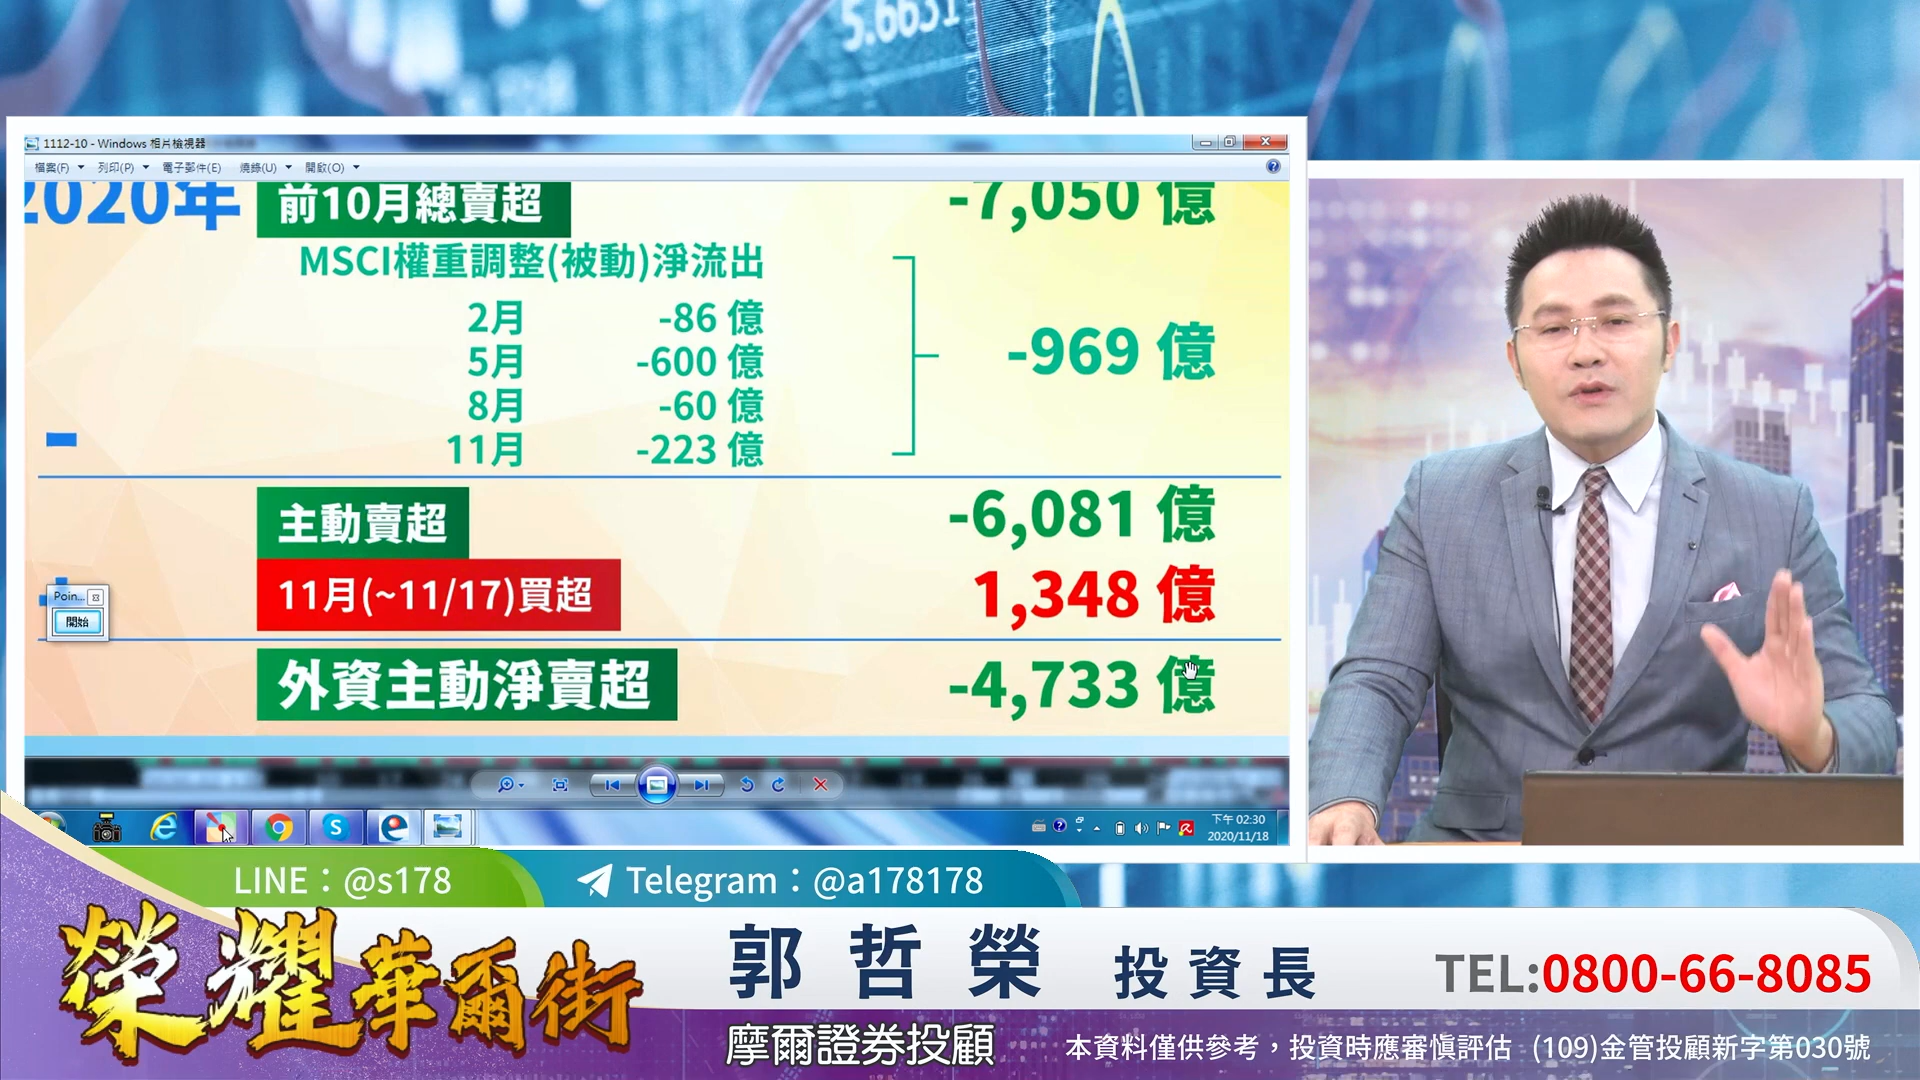 5.6631
1112-10 - Windows 相片檢視器
檔案(F) 列印(P) 電子郵件(E) 燒錄(U) 開啟(O)
2020年 前10月總賣超 -7,050 億
MSCI權重調整(被動)淨流出
2月 -86 億
5月 -600 億
8月 -60 億
11月 -223 億
-969 億
主動賣超 -6,081 億
11月(~11/17)買超 1,348 億
外資主動淨賣超 -4,733 億
Poin...
開始
下午 02:30
2020/11/18
LINE：@s178
Telegram：@a178178
榮耀華爾街
郭哲榮 投資長
TEL:0800-66-8085
摩爾證券投顧
本資料僅供參考，投資時應審慎評估 (109)金管投顧新字第030號